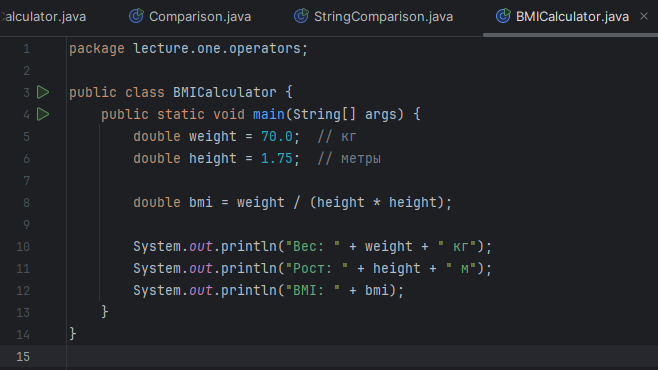 alculator.java Comparison.java StringComparison.java BMICalculator.java
1 package lecture.one.operators;
2
3 public class BMICalculator {
4 public static void main(String[] args) {
5 double weight = 70.0; // кг
6 double height = 1.75; // метры
7
8 double bmi = weight / (height * height);
9
10 System.out.println("Вес: " + weight + " кг");
11 System.out.println("Рост: " + height + " м");
12 System.out.println("BMI: " + bmi);
13 }
14 }
15